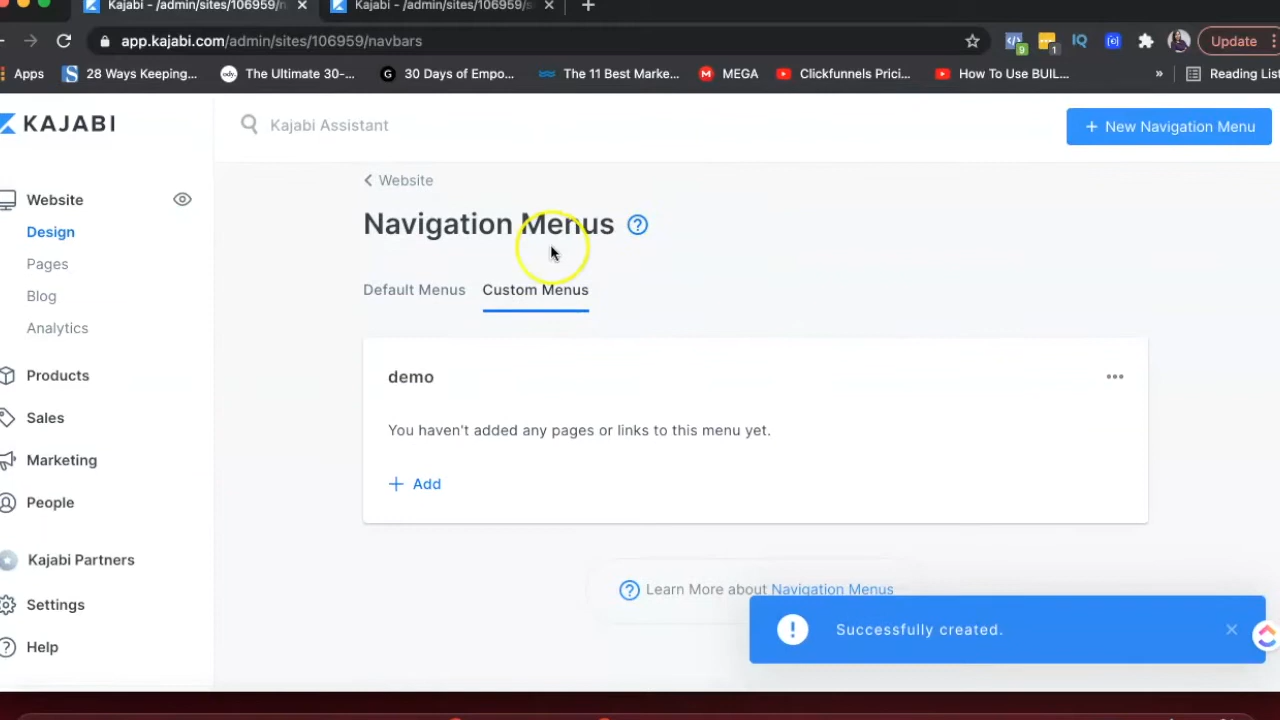 Kajabi - /admin/sites/106959/n
Kajabi - /admin/sites/106959/s
app.kajabi.com/admin/sites/106959/navbars
9
1
Update
Apps
28 Ways Keeping...
ody.
The Ultimate 30-...
G
30 Days of Empo...
The 11 Best Marke...
M
MEGA
Clickfunnels Prici...
How To Use BUIL...
»
Reading List
KAJABI
Kajabi Assistant
+ New Navigation Menu
Website
Design
Pages
Blog
Analytics
Products
Sales
Marketing
People
Kajabi Partners
Settings
Help
Website
Navigation Menus ?
Default Menus
Custom Menus
demo
•••
You haven't added any pages or links to this menu yet.
+ Add
? Learn More about Navigation Menus
! Successfully created.